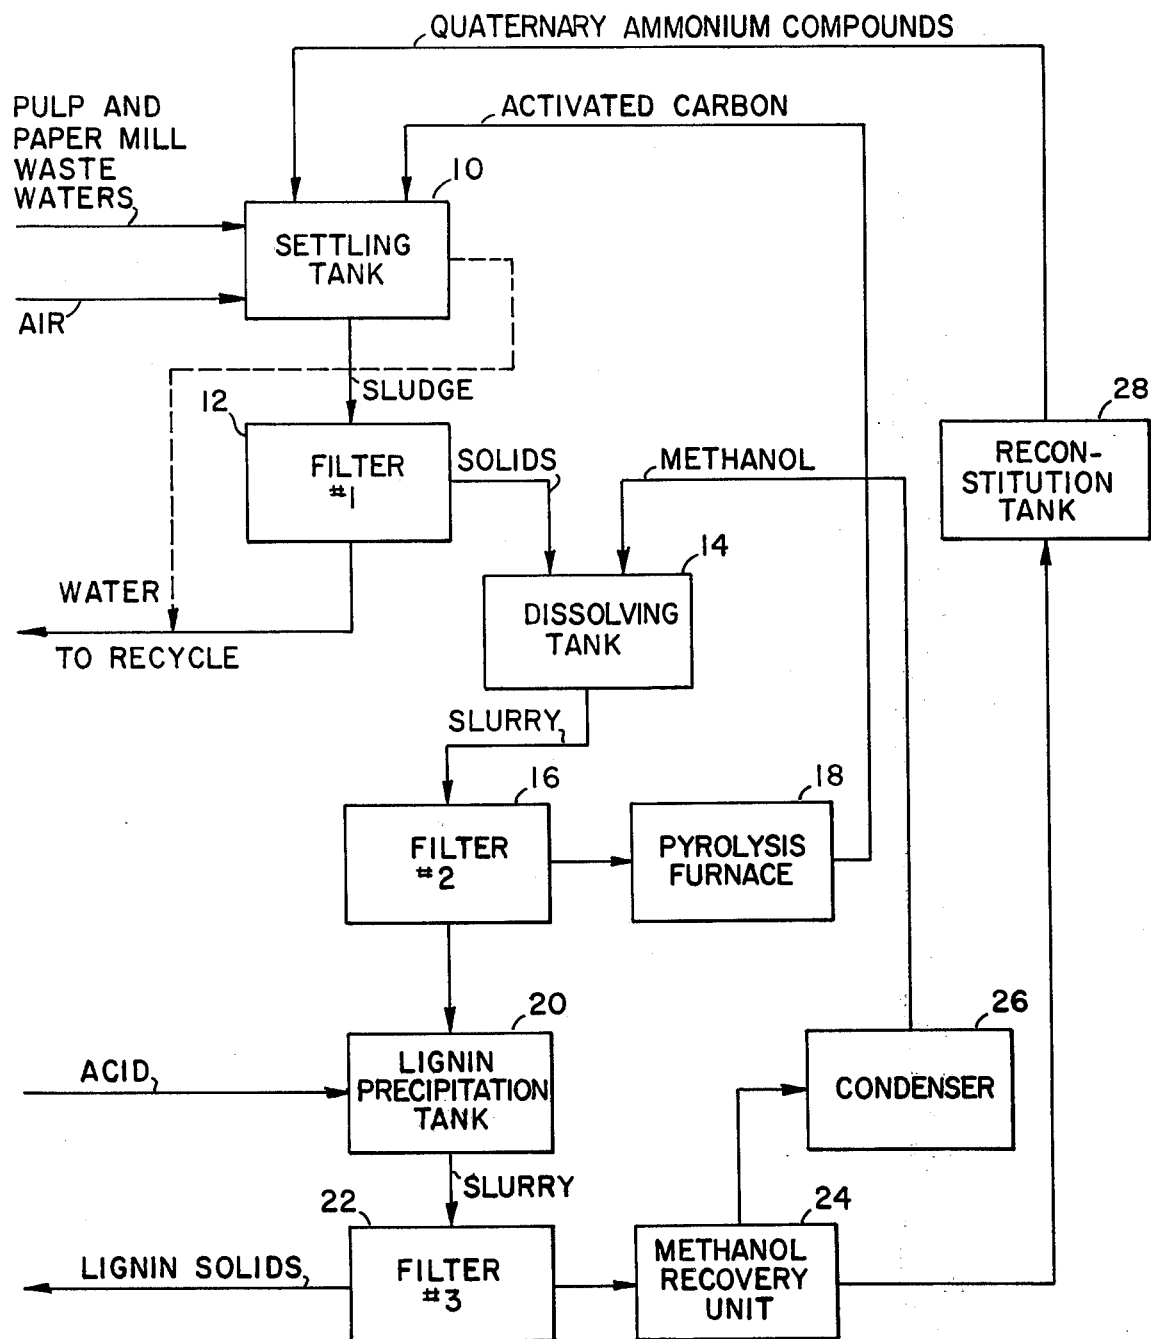 QUATERNARY AMMONIUM COMPOUNDS
ACTIVATED CARBON
PULP AND
PAPER MILL
WASTE
WATERS
10
SETTLING
TANK
AIR
SLUDGE
12
FILTER
#1
SOLIDS
METHANOL
28
RECON-
STITUTION
TANK
14
DISSOLVING
TANK
WATER
TO RECYCLE
SLURRY
16
FILTER
#2
18
PYROLYSIS
FURNACE
20
LIGNIN
PRECIPITATION
TANK
ACID
26
CONDENSER
SLURRY
22
FILTER
#3
LIGNIN SOLIDS
24
METHANOL
RECOVERY
UNIT